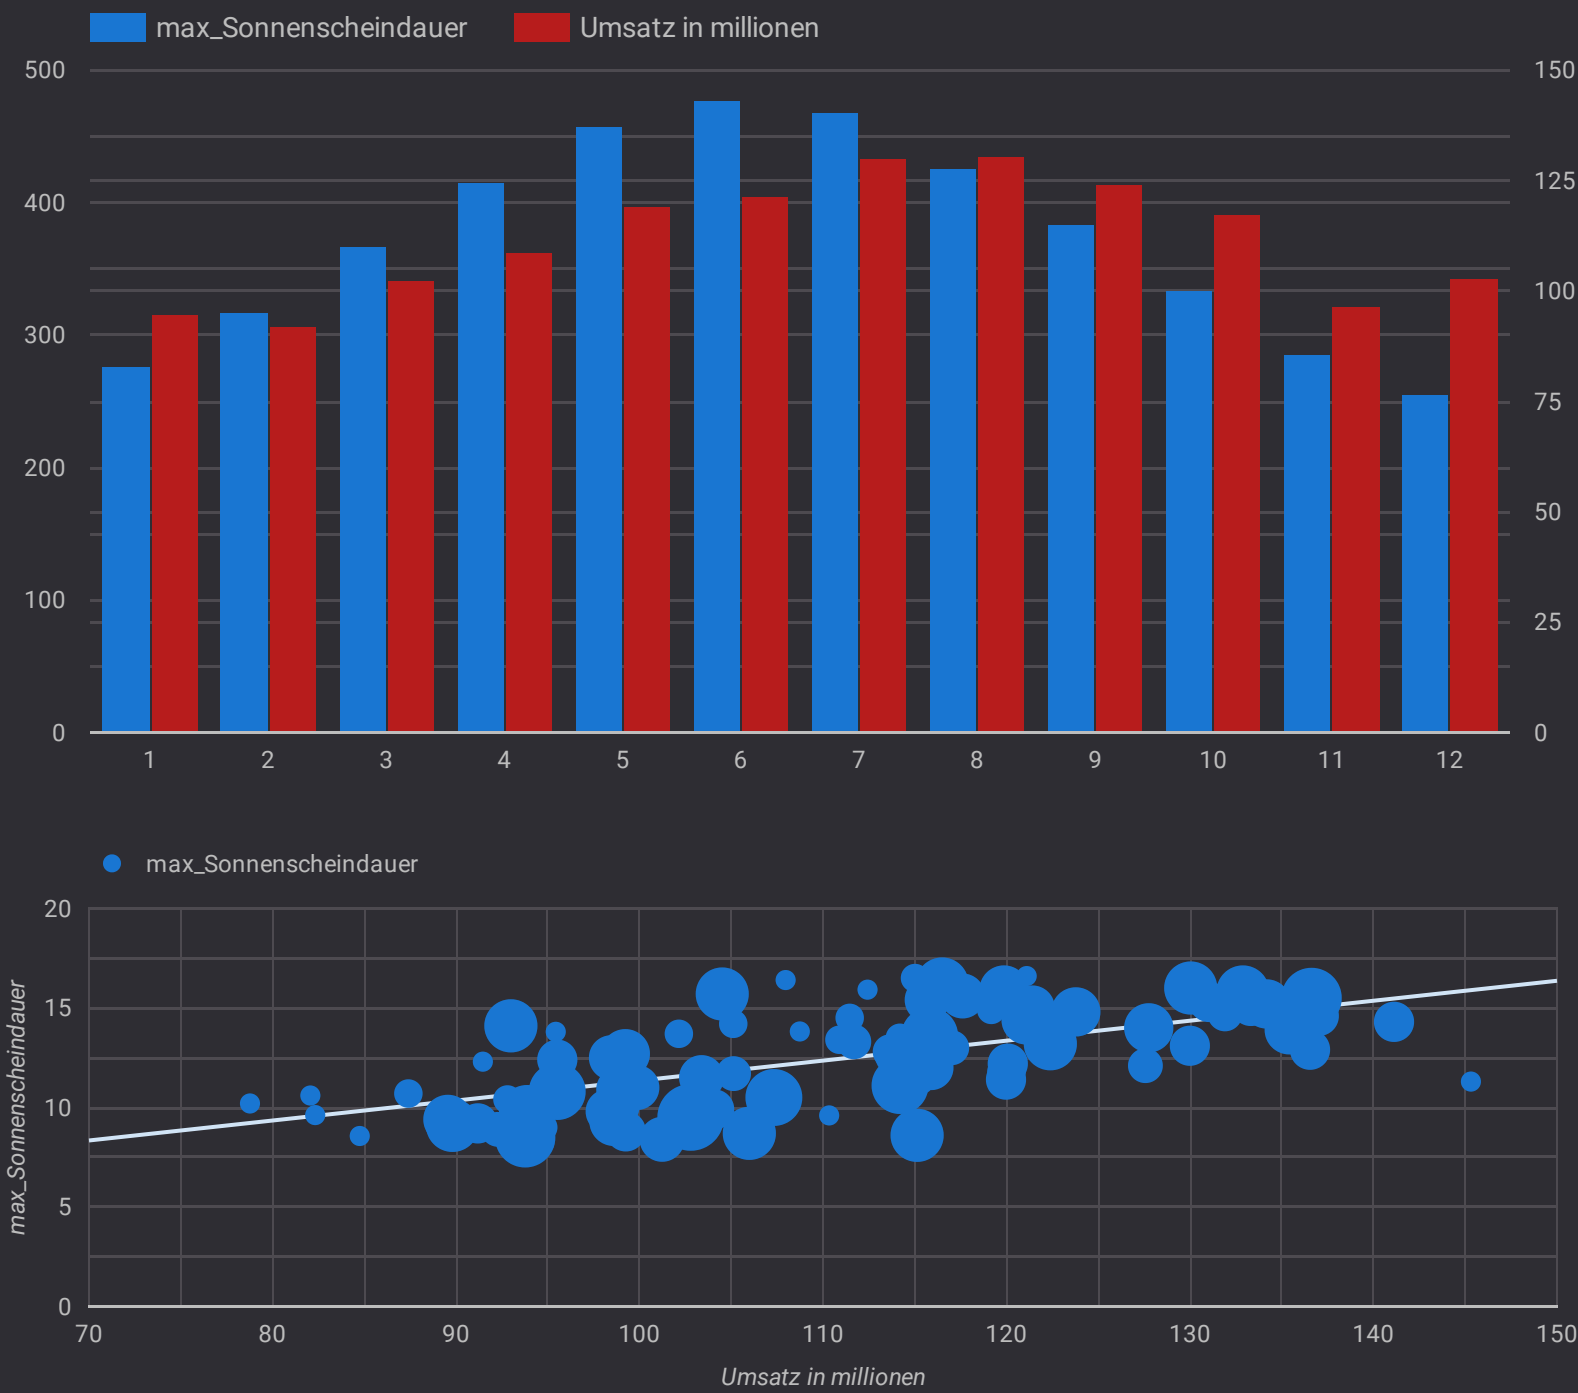 max_Sonnenscheindauer Umsatz in millionen
500 150
400 125
300 100
200 75
100 50
0 25
0
1 2 3 4 5 6 7 8 9 10 11 12
max_Sonnenscheindauer
20
15
10
5
0
max_Sonnenscheindauer
70 80 90 100 110 120 130 140 150
Umsatz in millionen